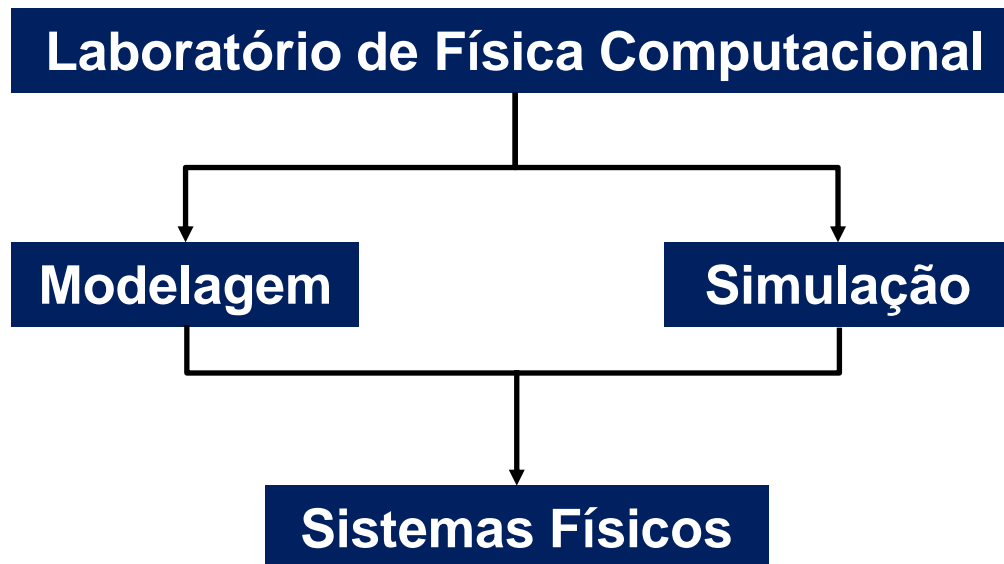 Laboratório de Física Computacional
Modelagem
Simulação
Sistemas Físicos